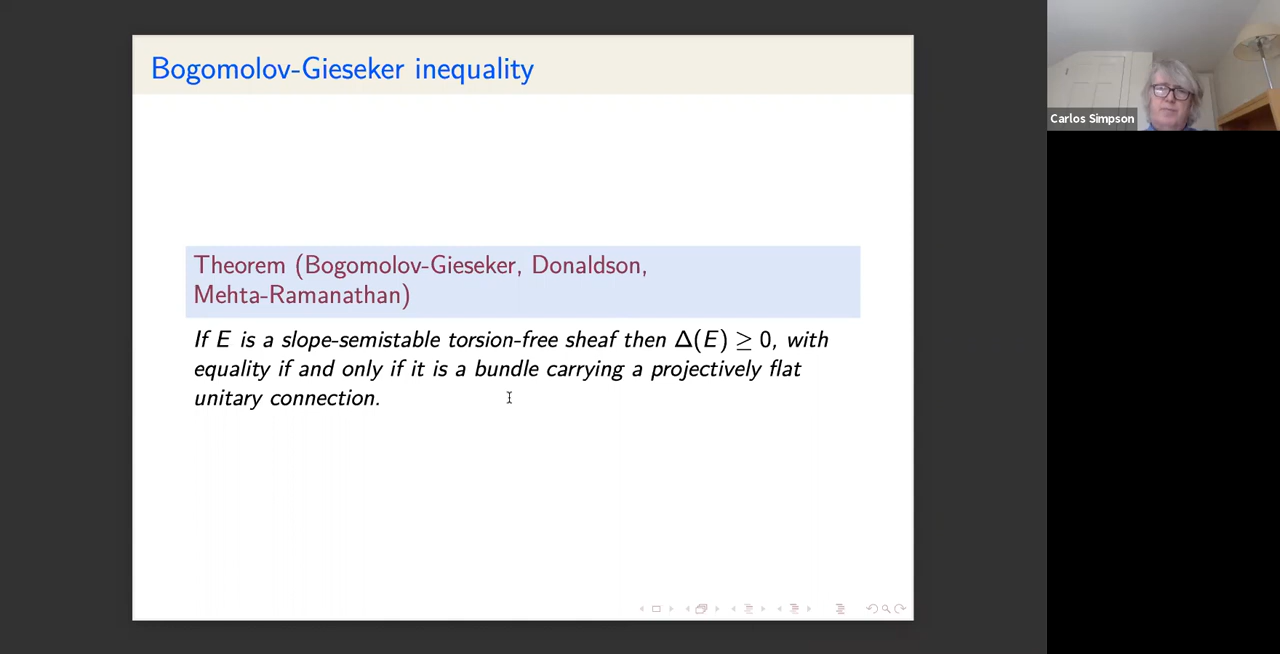 Bogomolov-Gieseker inequality
Theorem (Bogomolov-Gieseker, Donaldson,
Mehta-Ramanathan)
If E is a slope-semistable torsion-free sheaf then Δ(E) ≥ 0, with
equality if and only if it is a bundle carrying a projectively flat
unitary connection.
Carlos Simpson